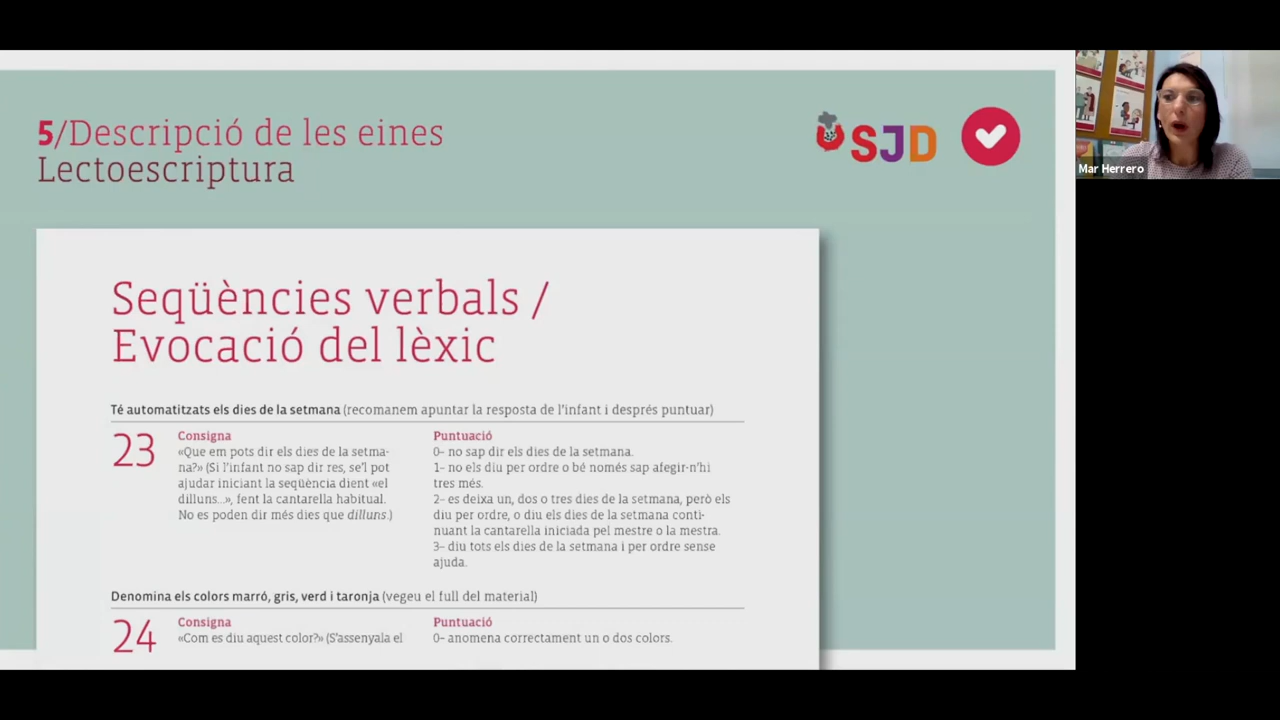 5/Descripció de les eines
Lectoescriptura
SJD
Mar Herrero
Seqüències verbals /
Evocació del lèxic
Té automatitzats els dies de la setmana (recomanem apuntar la resposta de l'infant i després puntuar)
23
Consigna
«Que em pots dir els dies de la setma-
na?» (Si l'infant no sap dir res, se'l pot
ajudar iniciant la seqüència dient «el
dilluns...», fent la cantarella habitual.
No es poden dir més dies que dilluns.)
Puntuació
0– no sap dir els dies de la setmana.
1– no els diu per ordre o bé només sap afegir-n'hi
tres més.
2– es deixa un, dos o tres dies de la setmana, però els
diu per ordre, o diu els dies de la setmana conti-
nuant la cantarella iniciada pel mestre o la mestra.
3– diu tots els dies de la setmana i per ordre sense
ajuda.
Denomina els colors marró, gris, verd i taronja (vegeu el full del material)
24
Consigna
«Com es diu aquest color?» (S'assenyala el
Puntuació
0– anomena correctament un o dos colors.